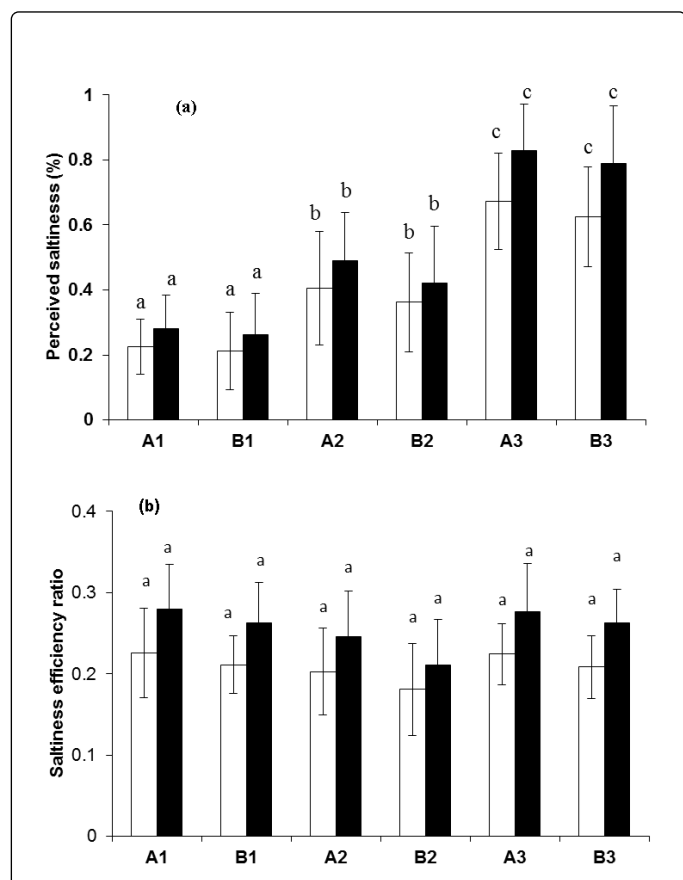 (a)
Perceived saltinesss (%)
1
0.8
0.6
0.4
0.2
0
a a a a b b b b c c c c
A1 B1 A2 B2 A3 B3
(b)
Saltiness efficiency ratio
0.4
0.3
0.2
0.1
0
a a a a a a a a a a a a
A1 B1 A2 B2 A3 B3